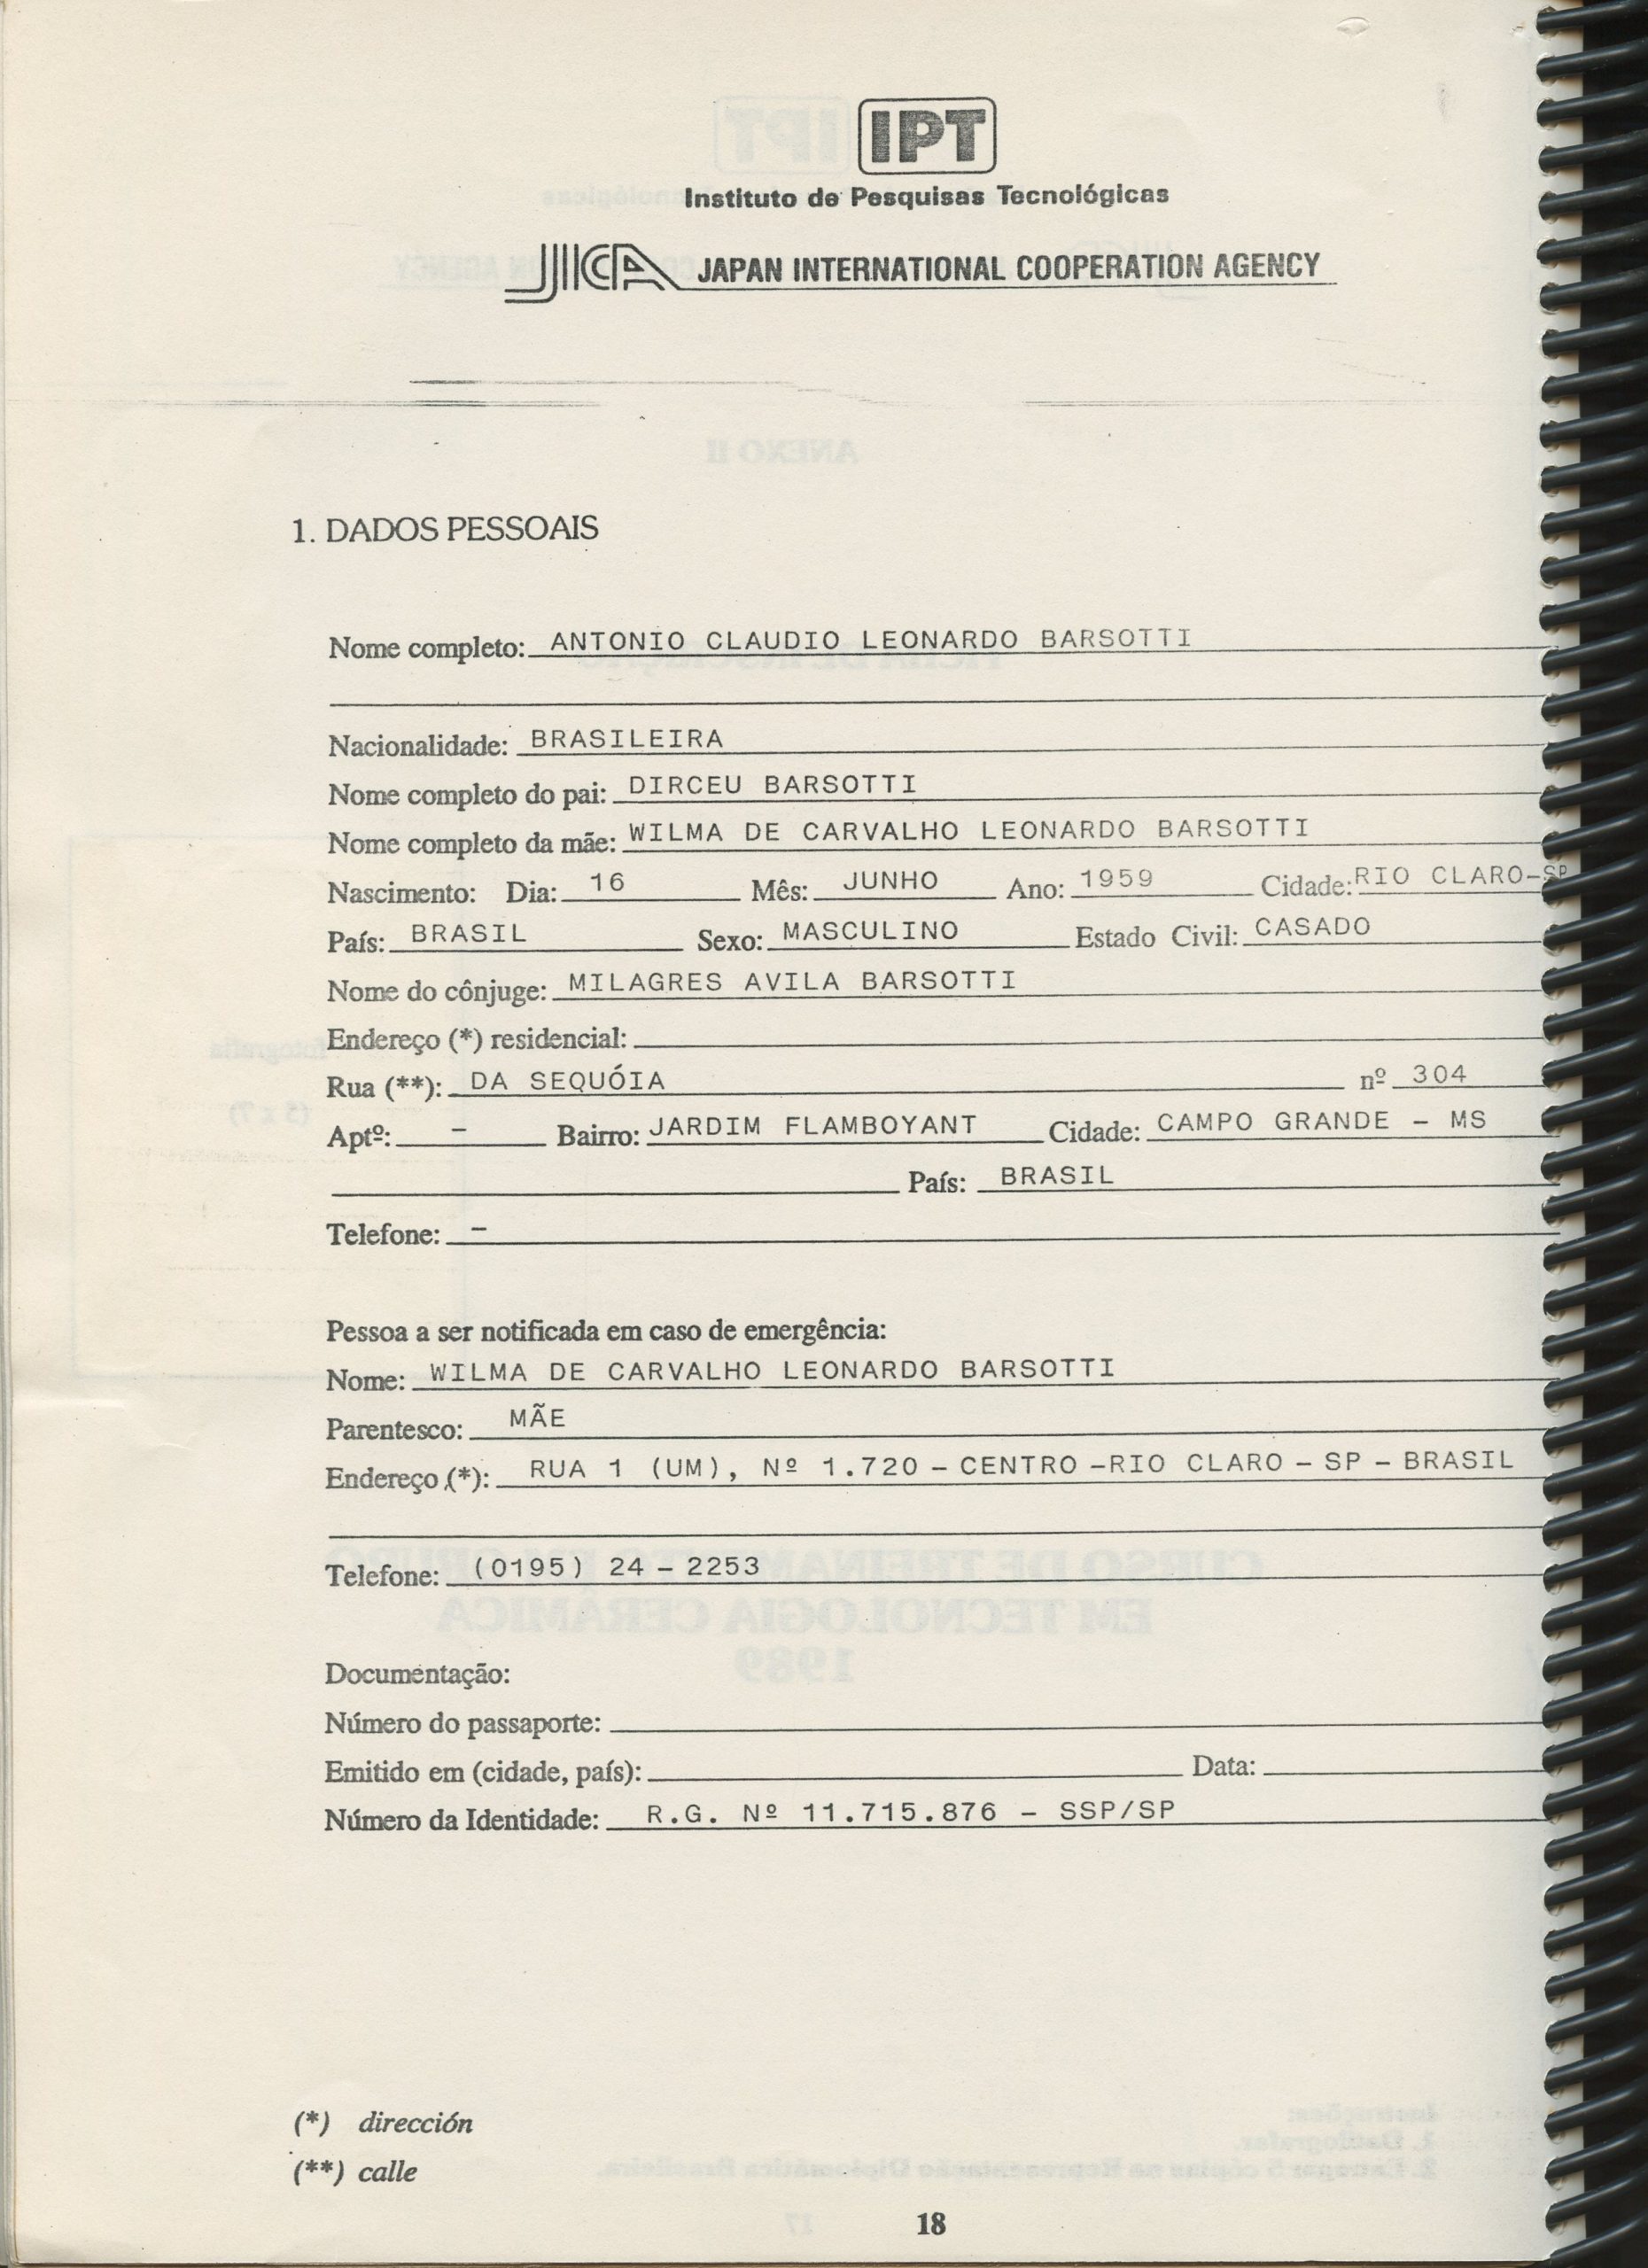 IPT
Instituto de Pesquisas Tecnológicas
JICA JAPAN INTERNATIONAL COOPERATION AGENCY
1. DADOS PESSOAIS
Nome completo: ANTONIO CLAUDIO LEONARDO BARSOTTI
Nacionalidade: BRASILEIRA
Nome completo do pai: DIRCEU BARSOTTI
Nome completo da mãe: WILMA DE CARVALHO LEONARDO BARSOTTI
Nascimento: Dia: 16 Mês: JUNHO Ano: 1959 Cidade: RIO CLARO-SP
País: BRASIL Sexo: MASCULINO Estado Civil: CASADO
Nome do cônjuge: MILAGRES AVILA BARSOTTI
Endereço (*) residencial:
Rua (**): DA SEQUÓIA nº 304
Aptº: - Bairro: JARDIM FLAMBOYANT Cidade: CAMPO GRANDE - MS
País: BRASIL
Telefone: -
Pessoa a ser notificada em caso de emergência:
Nome: WILMA DE CARVALHO LEONARDO BARSOTTI
Parentesco: MÃE
Endereço (*): RUA 1 (UM), Nº 1.720 - CENTRO - RIO CLARO - SP - BRASIL
Telefone: (0195) 24 - 2253
Documentação:
Número do passaporte:
Emitido em (cidade, país): Data:
Número da Identidade: R.G. Nº 11.715.876 - SSP/SP
(*) dirección
(**) calle
18